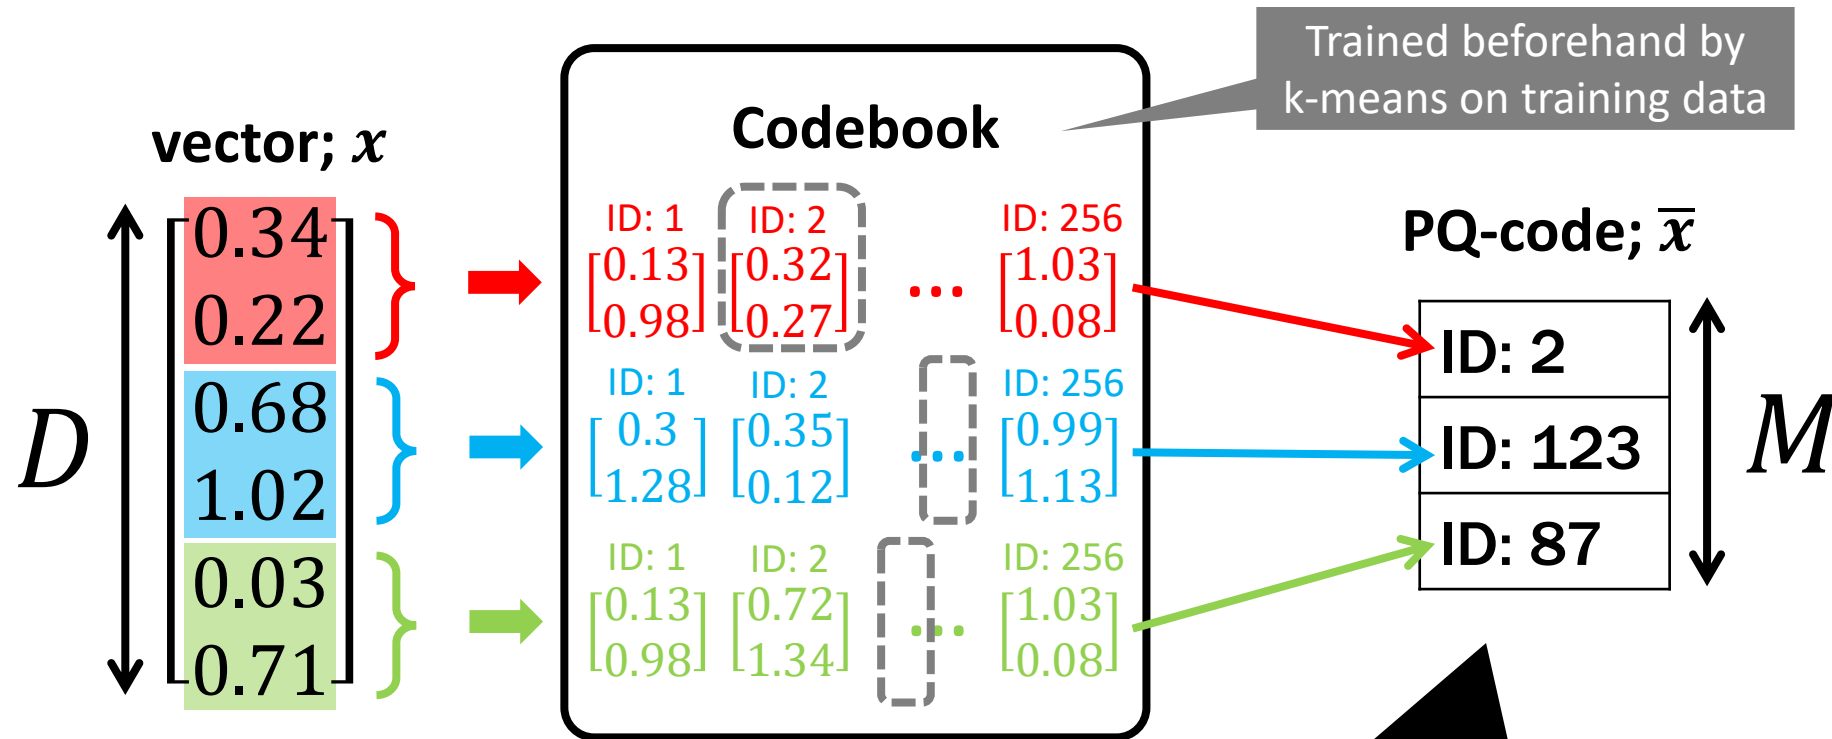 Trained beforehand by
k-means on training data
Codebook
vector; x
D
0.34
0.22
0.68
1.02
0.03
0.71
ID: 1 ID: 2 ID: 256
0.13 0.32 ... 1.03
0.98 0.27 0.08
ID: 1 ID: 2 ID: 256
0.3 0.35 ... 0.99
1.28 0.12 1.13
ID: 1 ID: 2 ID: 256
0.13 0.72 ... 1.03
0.98 1.34 0.08
PQ-code; x̅
ID: 2
ID: 123
ID: 87
M